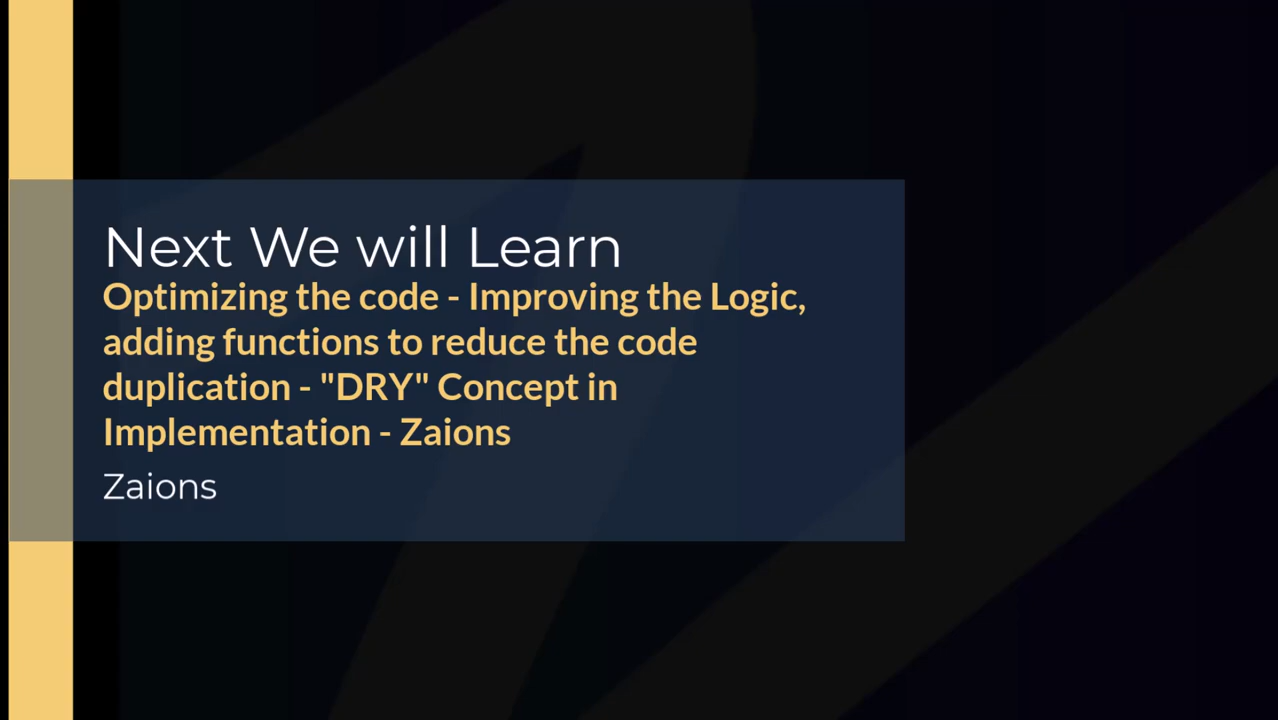 Next We will Learn
Optimizing the code - Improving the Logic,
adding functions to reduce the code
duplication - "DRY" Concept in
Implementation - Zaions
Zaions